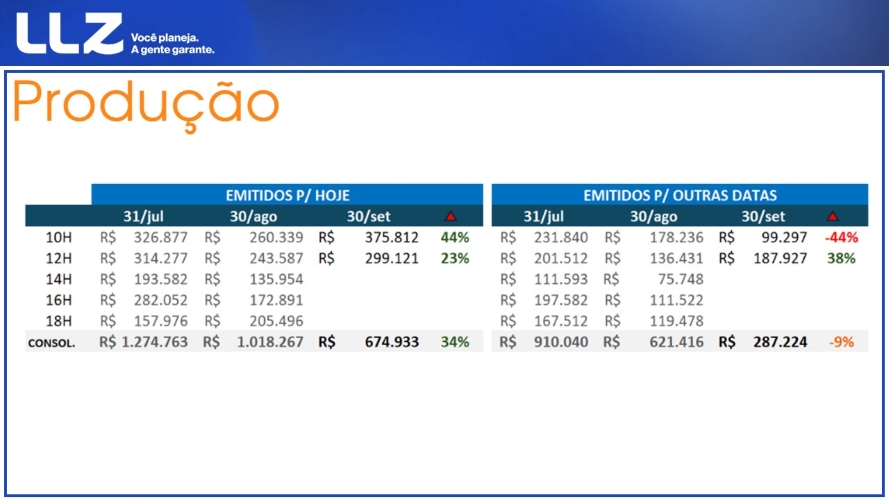 LLZ
Você planeja.
A gente garante.
Produção
EMITIDOS P/ HOJE EMITIDOS P/ OUTRAS DATAS
31/jul 30/ago 30/set 31/jul 30/ago 30/set
10H R$ 326.877 R$ 260.339 R$ 375.812 44% R$ 231.840 R$ 178.236 R$ 99.297 -44%
12H R$ 314.277 R$ 243.587 R$ 299.121 23% R$ 201.512 R$ 136.431 R$ 187.927 38%
14H R$ 193.582 R$ 135.954 R$ 111.593 R$ 75.748
16H R$ 282.052 R$ 172.891 R$ 197.582 R$ 111.522
18H R$ 157.976 R$ 205.496 R$ 167.512 R$ 119.478
CONSOL. R$ 1.274.763 R$ 1.018.267 R$ 674.933 34% R$ 910.040 R$ 621.416 R$ 287.224 -9%